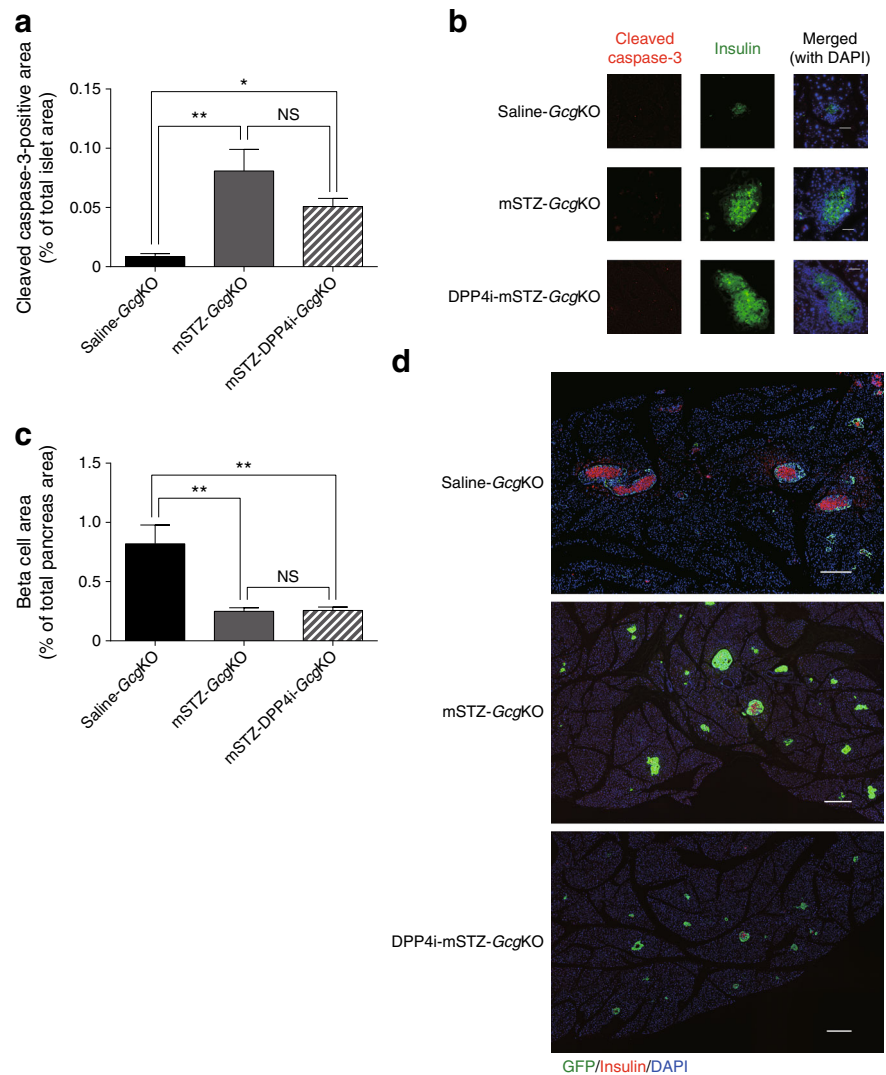 a
Cleaved caspase-3-positive area
(% of total islet area)
0.15
0.10
0.05
0
*
**
NS
Saline-GcgKO
mSTZ-GcgKO
mSTZ-DPP4i-GcgKO
b
Cleaved
caspase-3
Insulin
Merged
(with DAPI)
Saline-GcgKO
mSTZ-GcgKO
DPP4i-mSTZ-GcgKO
c
Beta cell area
(% of total pancreas area)
1.5
1.0
0.5
0
**
**
NS
Saline-GcgKO
mSTZ-GcgKO
mSTZ-DPP4i-GcgKO
d
Saline-GcgKO
mSTZ-GcgKO
DPP4i-mSTZ-GcgKO
GFP/Insulin/DAPI